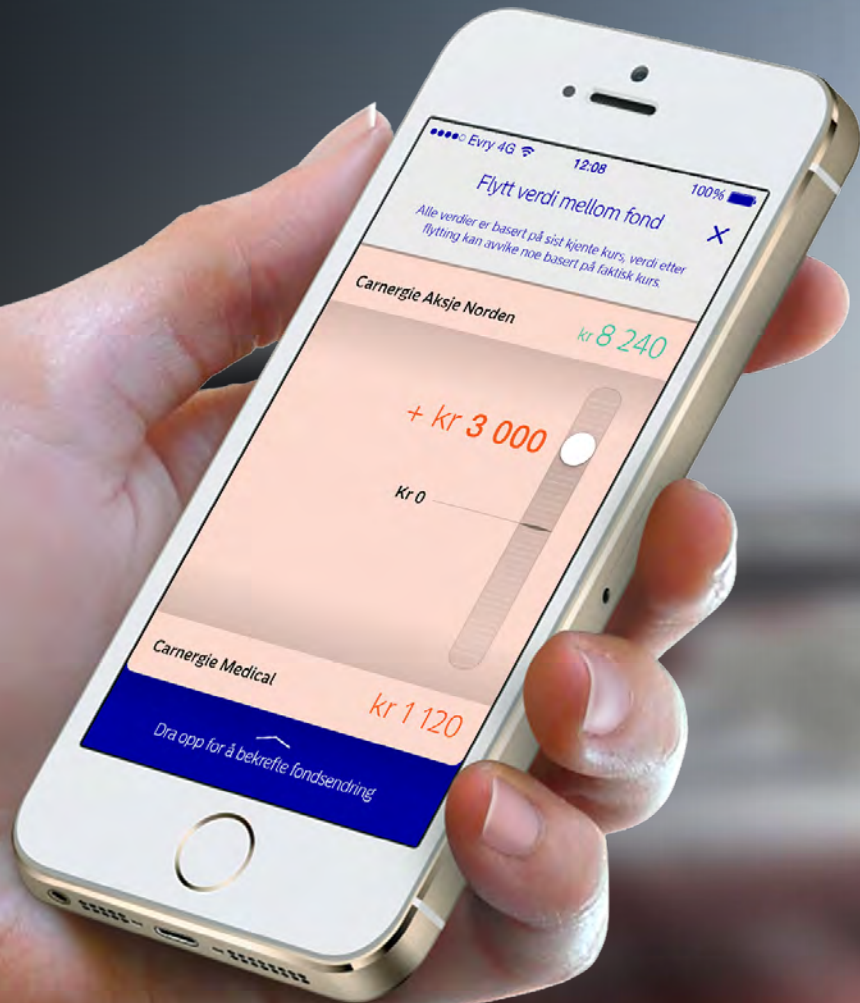 Evry 4G 12:08 100%
Flytt verdi mellom fond
Alle verdier er basert på sist kjente kurs, verdi etter
flytting kan avvike noe basert på faktisk kurs.
Carnergie Aksje Norden kr 8 240
+ kr 3 000
Kr 0
Carnergie Medical kr 1 120
Dra opp for å bekrefte fondsendring